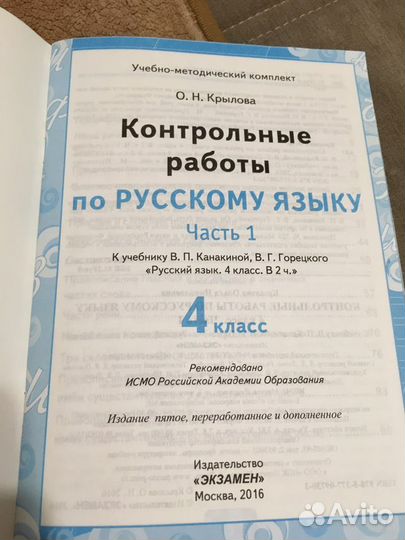 Учебно-методический комплект
О. Н. Крылова
Контрольные
работы
по РУССКОМУ ЯЗЫКУ
Часть 1
К учебнику В. П. Канакиной, В. Г. Горецкого
«Русский язык. 4 класс. В 2 ч.»
4 класс
Рекомендовано
ИСМО Российской Академии Образования
Издание пятое, переработанное и дополненное
Издательство
«ЭКЗАМЕН»
Москва, 2016
Avito